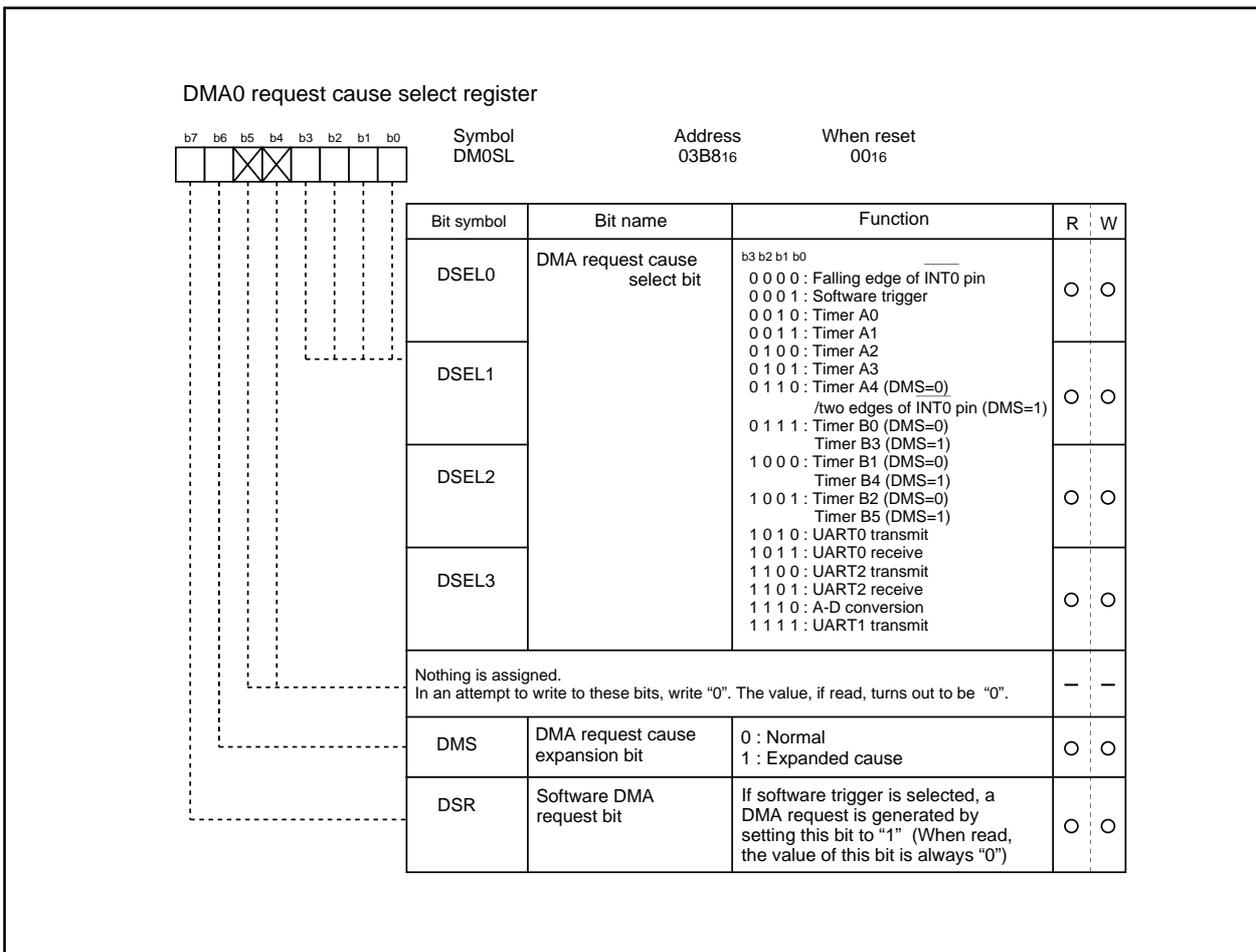 DMA0 request cause select register
b7 b6 b5 b4 b3 b2 b1 b0
Symbol Address When reset
DM0SL 03B816 0016
Bit symbol Bit name Function R W
DSEL0
DMA request cause
select bit
b3 b2 b1 b0
0 0 0 0 : Falling edge of INT0 pin
0 0 0 1 : Software trigger
0 0 1 0 : Timer A0
0 0 1 1 : Timer A1
0 1 0 0 : Timer A2
0 1 0 1 : Timer A3
0 1 1 0 : Timer A4 (DMS=0)
/two edges of INT0 pin (DMS=1)
0 1 1 1 : Timer B0 (DMS=0)
Timer B3 (DMS=1)
1 0 0 0 : Timer B1 (DMS=0)
Timer B4 (DMS=1)
1 0 0 1 : Timer B2 (DMS=0)
Timer B5 (DMS=1)
1 0 1 0 : UART0 transmit
1 0 1 1 : UART0 receive
1 1 0 0 : UART2 transmit
1 1 0 1 : UART2 receive
1 1 1 0 : A-D conversion
1 1 1 1 : UART1 transmit
DSEL1
DSEL2
DSEL3
Nothing is assigned.
In an attempt to write to these bits, write “0”. The value, if read, turns out to be “0”.
– –
DMS
DMA request cause
expansion bit
0 : Normal
1 : Expanded cause
DSR
Software DMA
request bit
If software trigger is selected, a
DMA request is generated by
setting this bit to “1” (When read,
the value of this bit is always “0”)